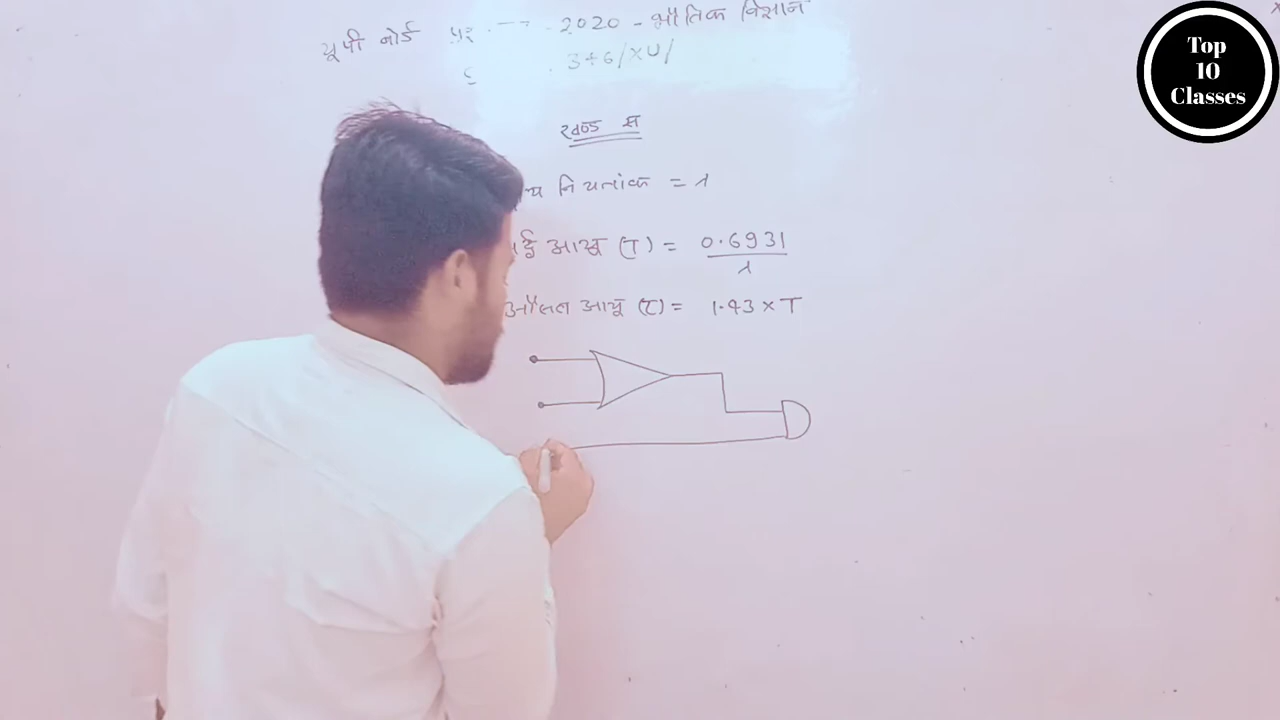 यूपी बोर्ड 2020 - भौतिक विज्ञान
Top
10
Classes
खण्ड स
नियतांक = λ
आयु (T) = 0.6931 / λ
औसत आयु (τ) = 1.43 × T